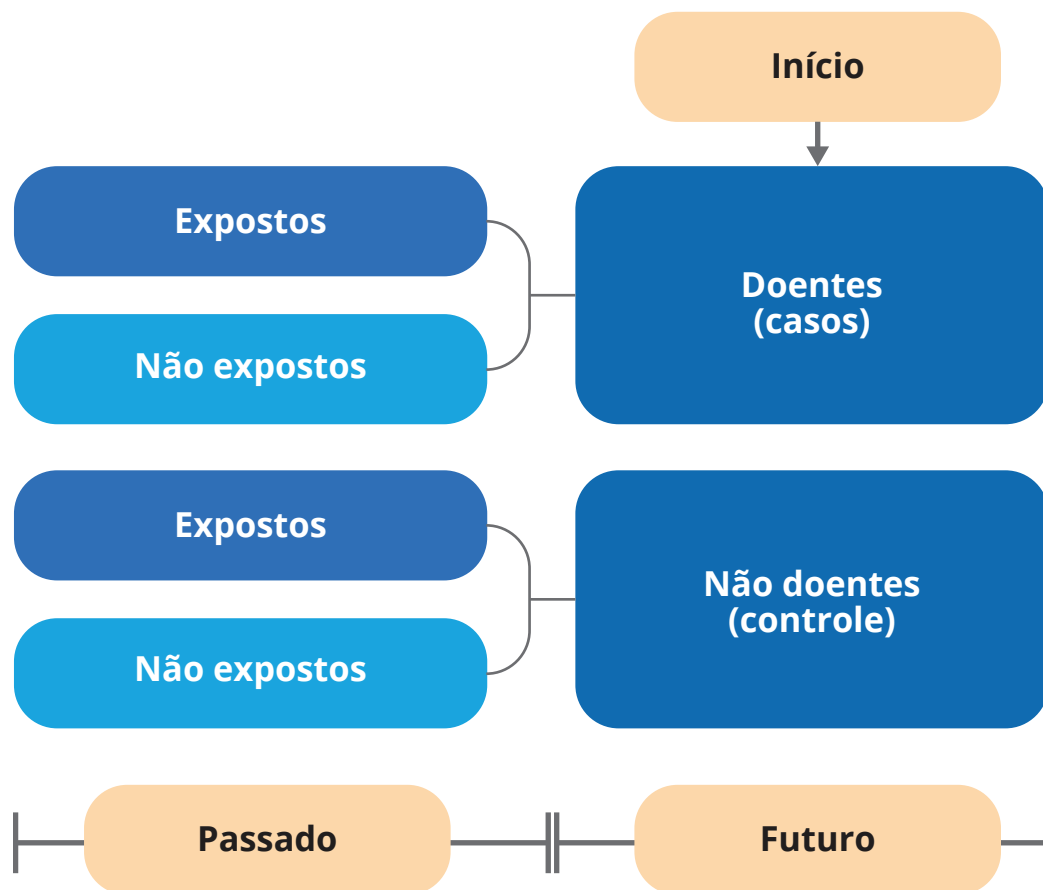 Início
Expostos
Não expostos
Doentes
(casos)
Expostos
Não expostos
Não doentes
(controle)
Passado
Futuro